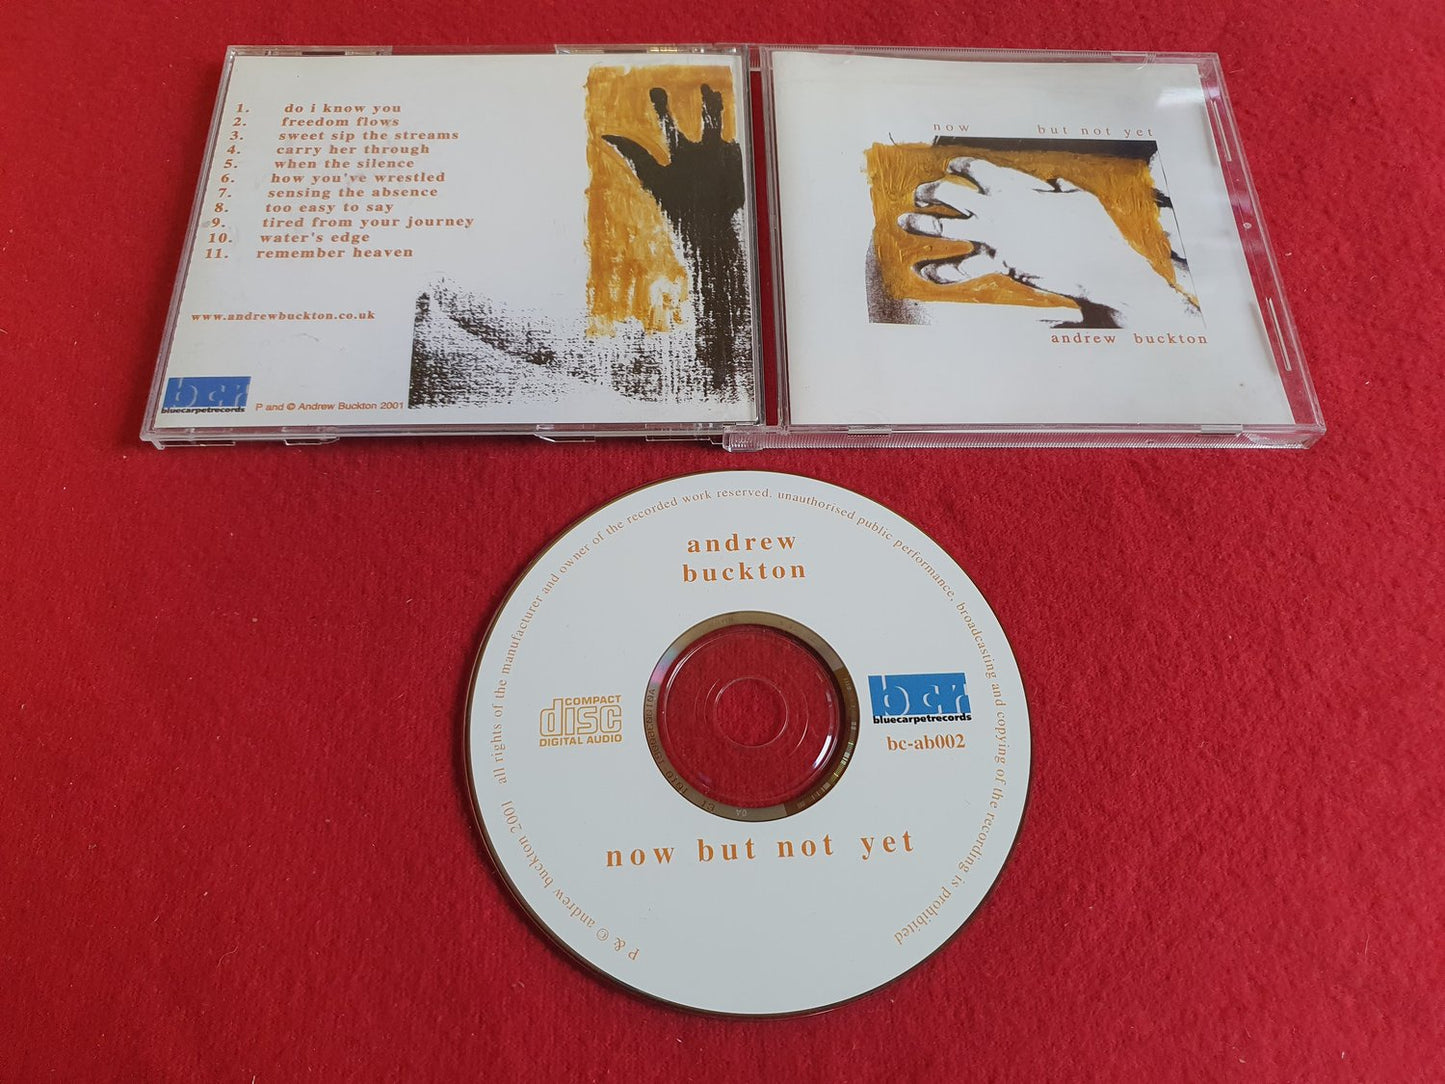 1. do i know you
2. freedom flows
3. sweet sip the streams
4. carry her through
5. when the silence
6. how you've wrestled
7. sensing the absence
8. too easy to say
9. tired from your journey
10. water's edge
11. remember heaven
www.andrewbuckton.co.uk
bcr
bluecarpetrecords
P and © Andrew Buckton 2001
now but not yet
andrew buckton
P & © andrew buckton 2001 all rights of the manufacturer and owner of the recorded work reserved. unauthorised public performance, broadcasting and copying of the recording is prohibited
andrew
buckton
COMPACT
disc
DIGITAL AUDIO
bcr
bluecarpetrecords
bc-ab002
now but not yet